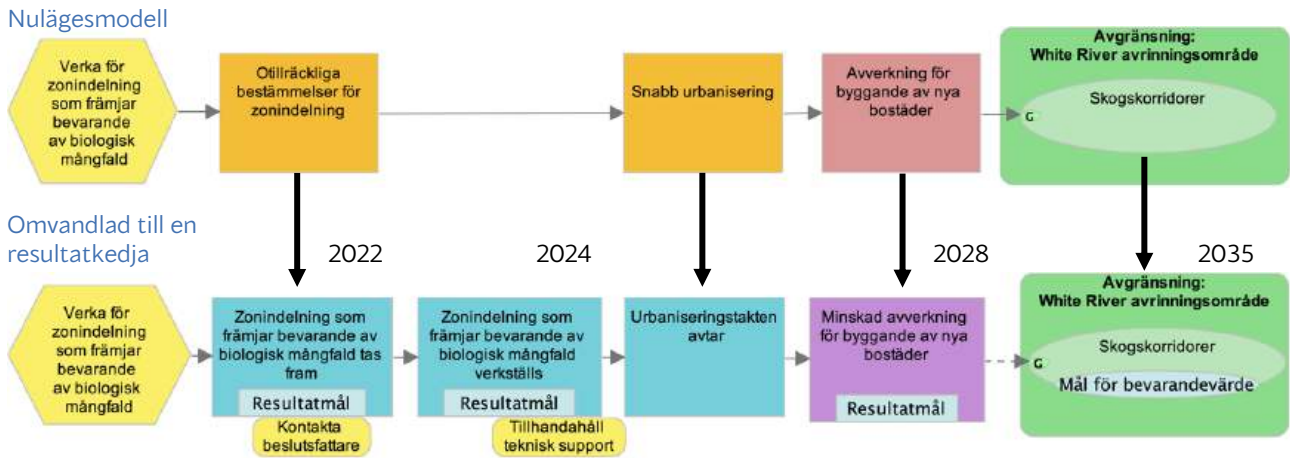 Nulägesmodell
Verka för
zonindelning
som främjar
bevarande
av biologisk
mångfald
Otillräckliga
bestämmelser för
zonindelning
Snabb urbanisering
Avverkning för
byggande av nya
bostäder
Avgränsning:
White River avrinningsområde
Skogskorridorer
G
Omvandlad till en
resultatkedja
2022
2024
2028
2035
Verka för
zonindelning
som främjar
bevarande
av biologisk
mångfald
Zonindelning som
främjar bevarande av
biologisk mångfald tas
fram
Resultatmål
Kontakta
beslutsfattare
Zonindelning som
främjar bevarande av
biologisk mångfald
verkställs
Resultatmål
Tillhandahåll
teknisk support
Urbaniseringstakten
avtar
Minskad avverkning
för byggande av nya
bostäder
Resultatmål
Avgränsning:
White River avrinningsområde
Skogskorridorer
G
Mål för bevarandevärde